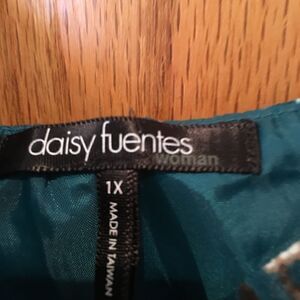 daisy fuentes
woman
1X
MADE IN TAIWAN